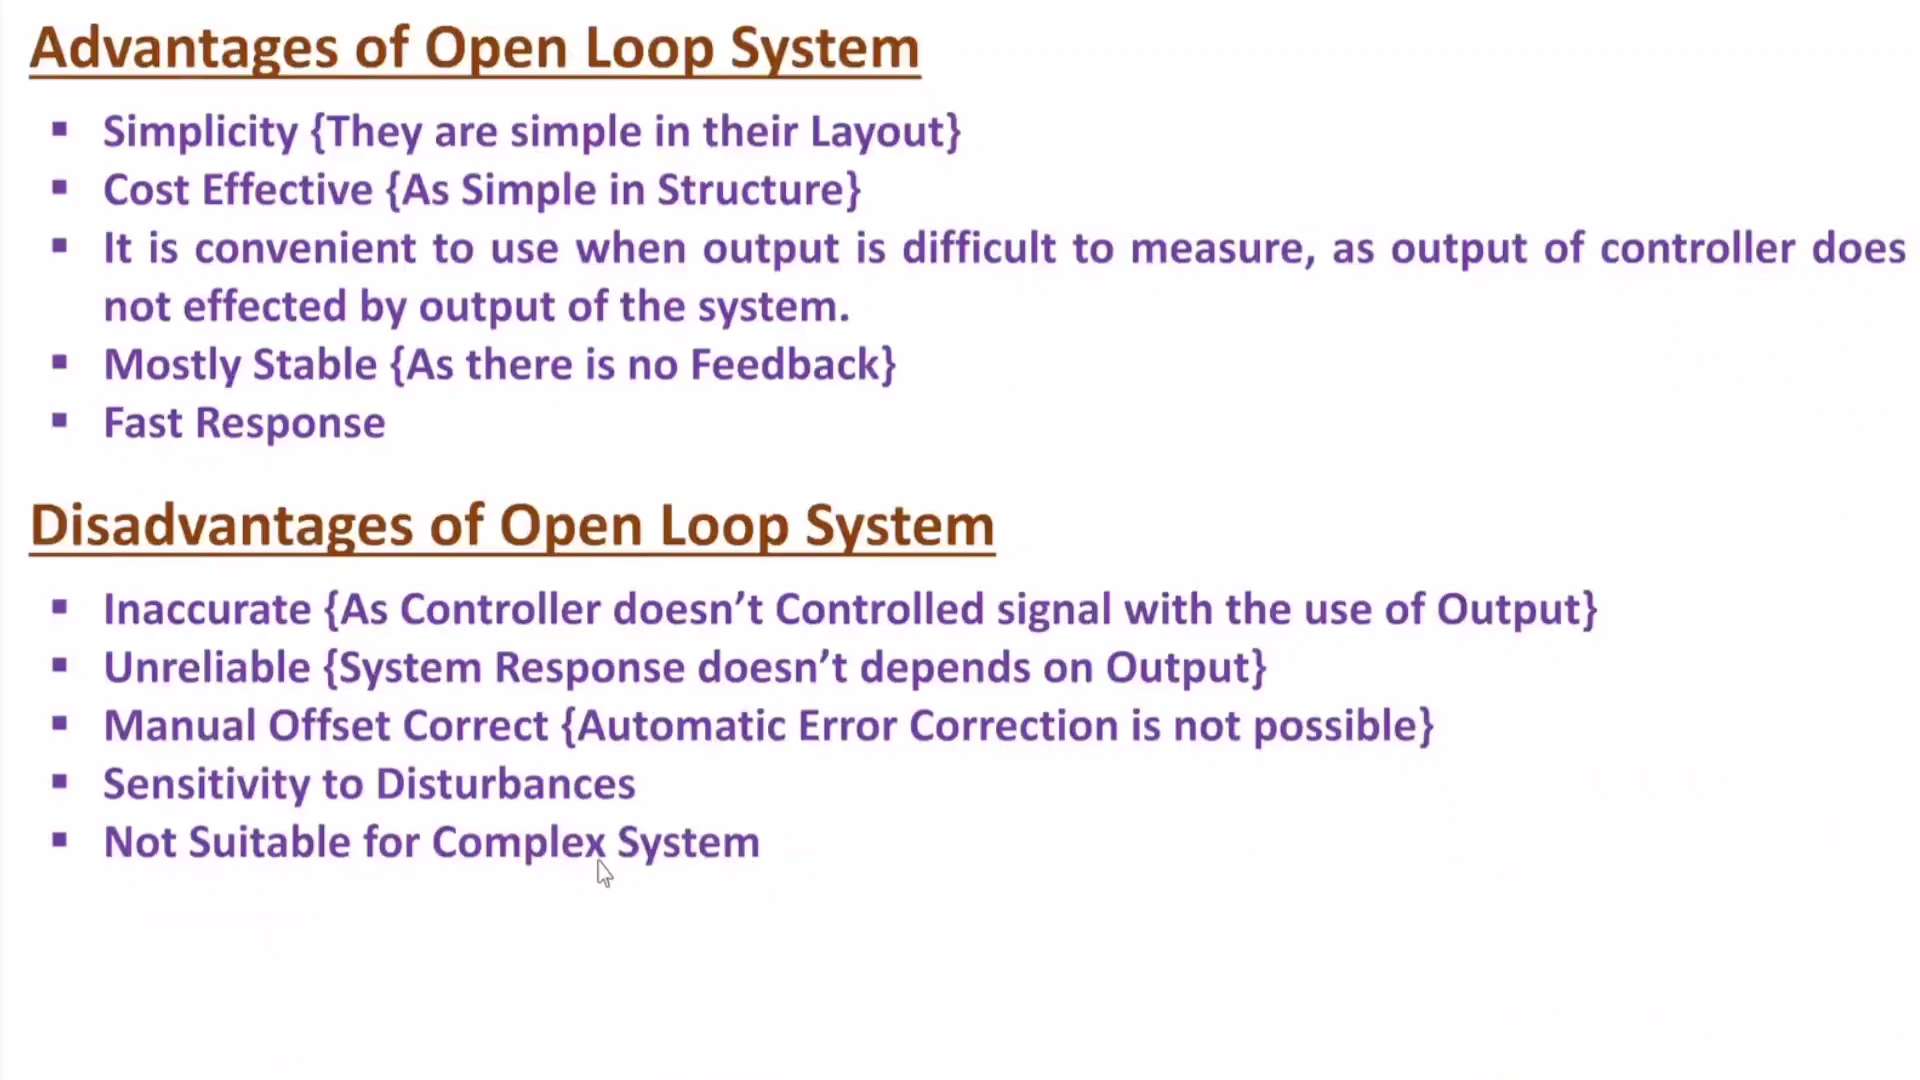 Advantages of Open Loop System
▪ Simplicity {They are simple in their Layout}
▪ Cost Effective {As Simple in Structure}
▪ It is convenient to use when output is difficult to measure, as output of controller does
not effected by output of the system.
▪ Mostly Stable {As there is no Feedback}
▪ Fast Response
Disadvantages of Open Loop System
▪ Inaccurate {As Controller doesn’t Controlled signal with the use of Output}
▪ Unreliable {System Response doesn’t depends on Output}
▪ Manual Offset Correct {Automatic Error Correction is not possible}
▪ Sensitivity to Disturbances
▪ Not Suitable for Complex System